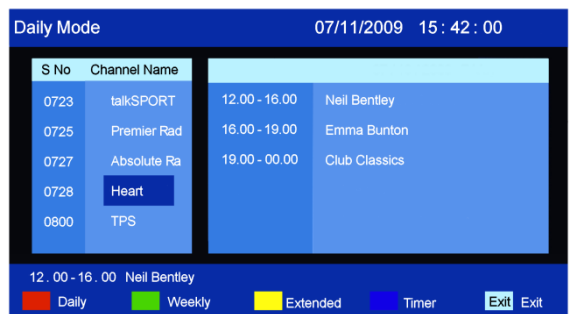 Daily Mode 07/11/2009 15:42:00
S No Channel Name
0723 talkSPORT 12.00 - 16.00 Neil Bentley
0725 Premier Rad 16.00 - 19.00 Emma Bunton
0727 Absolute Ra 19.00 - 00.00 Club Classics
0728 Heart
0800 TPS
12.00 - 16.00 Neil Bentley
Daily Weekly Extended Timer Exit Exit